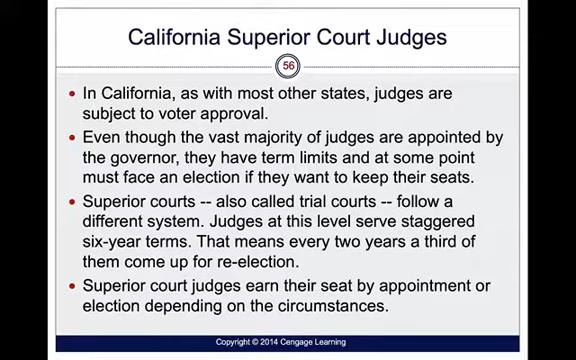 California Superior Court Judges
56
• In California, as with most other states, judges are
subject to voter approval.
• Even though the vast majority of judges are appointed by
the governor, they have term limits and at some point
must face an election if they want to keep their seats.
• Superior courts -- also called trial courts -- follow a
different system. Judges at this level serve staggered
six-year terms. That means every two years a third of
them come up for re-election.
• Superior court judges earn their seat by appointment or
election depending on the circumstances.
Copyright © 2014 Cengage Learning